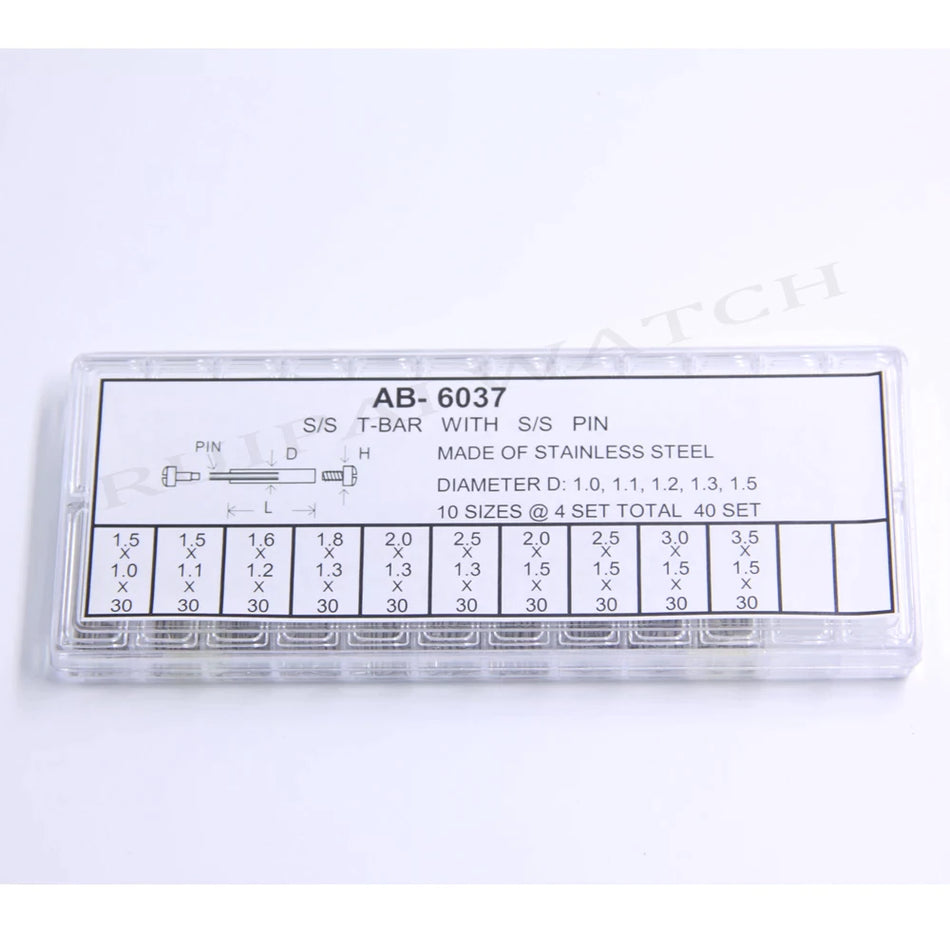 AB- 6037
S/S T-BAR WITH S/S PIN
PIN D H
L
MADE OF STAINLESS STEEL
DIAMETER D: 1.0, 1.1, 1.2, 1.3, 1.5
10 SIZES @ 4 SET TOTAL 40 SET
1.5 1.5 1.6 1.8 2.0 2.5 2.0 2.5 3.0 3.5
X X X X X X X X X X
1.0 1.1 1.2 1.3 1.3 1.3 1.5 1.5 1.5 1.5
X X X X X X X X X X
30 30 30 30 30 30 30 30 30 30
RUIPAI WATCH